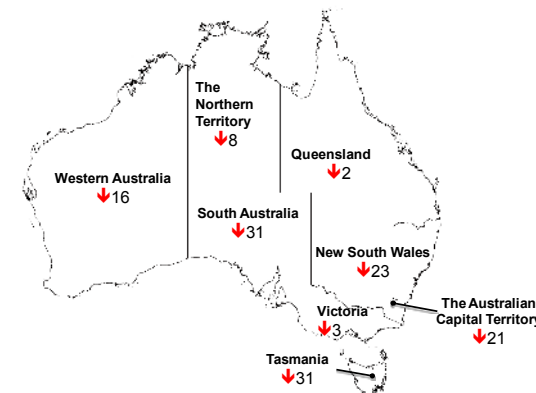 The
Northern
Territory
↓8
Queensland
↓2
Western Australia
↓16
South Australia
↓31
New South Wales
↓23
Victoria
↓3
The Australian
Capital Territory
↓21
Tasmania
↓31